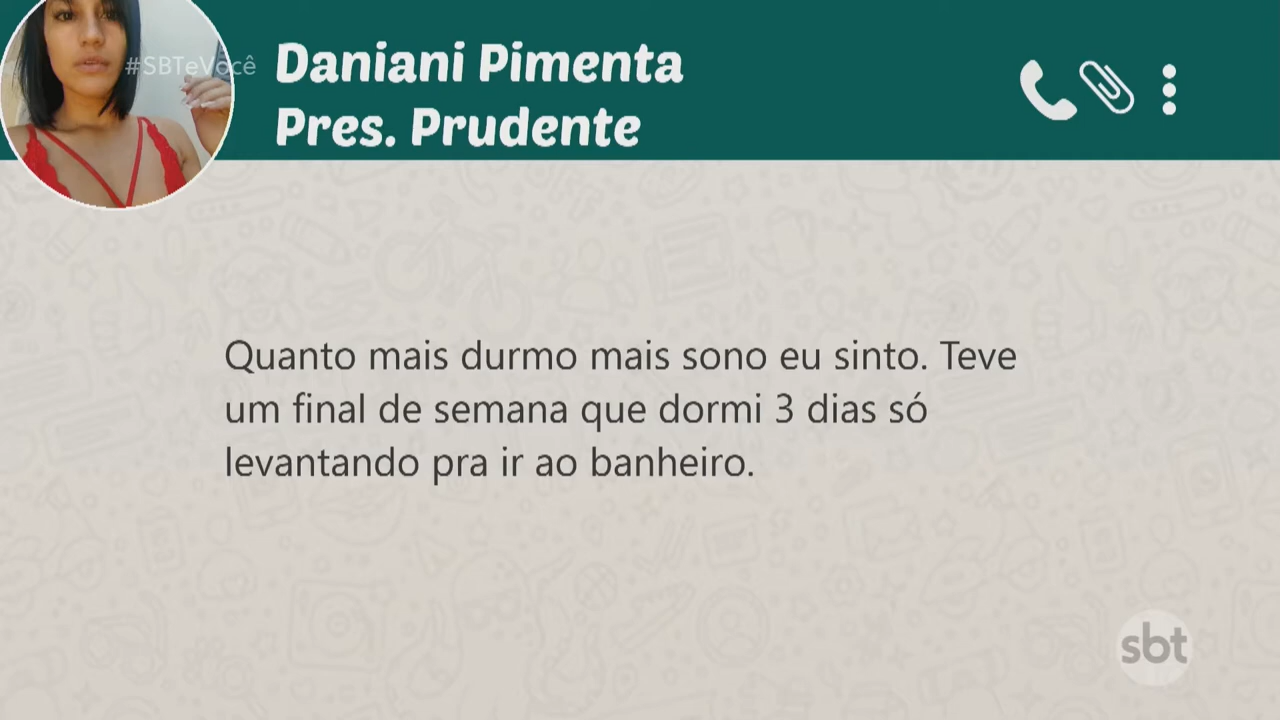 #SBTeVocê
Daniani Pimenta
Pres. Prudente
Quanto mais durmo mais sono eu sinto. Teve
um final de semana que dormi 3 dias só
levantando pra ir ao banheiro.
sbt